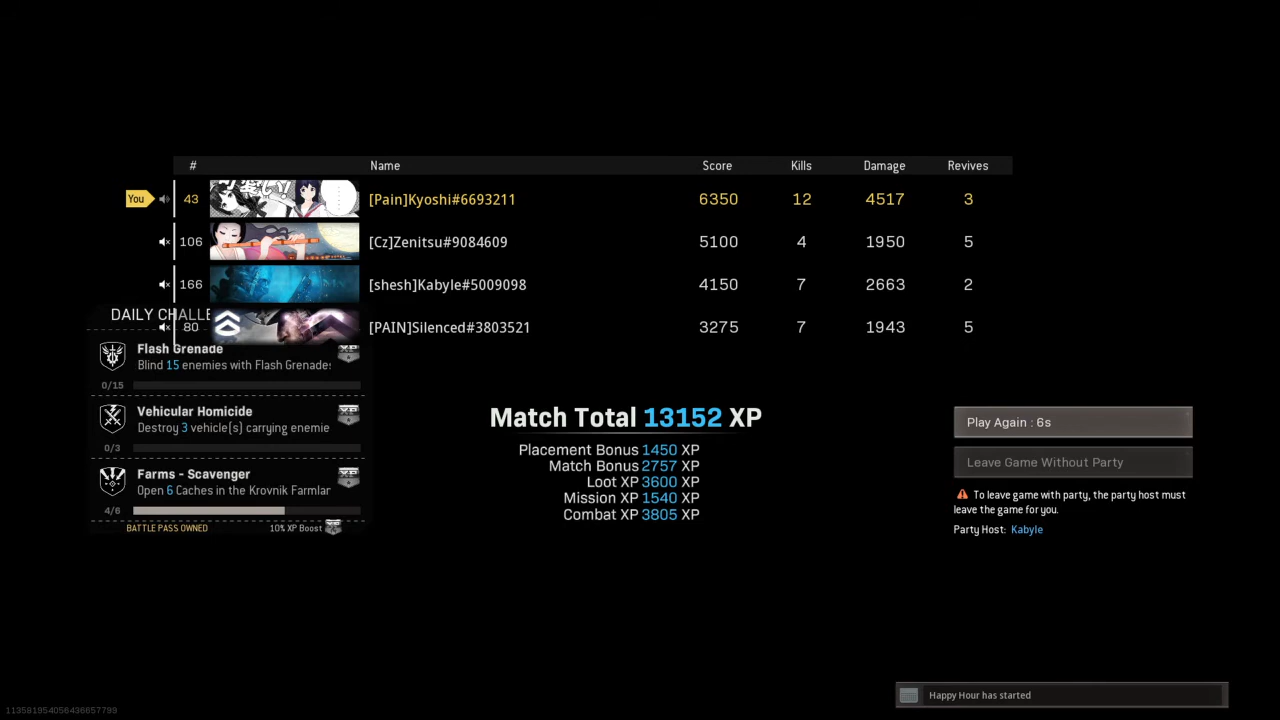 # Name Score Kills Damage Revives
You 43 [Pain]Kyoshi#6693211 6350 12 4517 3
106 [Cz]Zenitsu#9084609 5100 4 1950 5
166 [shesh]Kabyle#5009098 4150 7 2663 2
80 [PAIN]Silenced#3803521 3275 7 1943 5
DAILY CHALLE
Flash Grenade
Blind 15 enemies with Flash Grenades
0/15
Vehicular Homicide
Destroy 3 vehicle(s) carrying enemie
0/3
Farms - Scavenger
Open 6 Caches in the Krovnik Farmlar
4/6
BATTLE PASS OWNED 10% XP Boost
Match Total 13152 XP
Placement Bonus 1450 XP
Match Bonus 2757 XP
Loot XP 3600 XP
Mission XP 1540 XP
Combat XP 3805 XP
Play Again : 6s
Leave Game Without Party
To leave game with party, the party host must
leave the game for you.
Party Host: Kabyle
Happy Hour has started